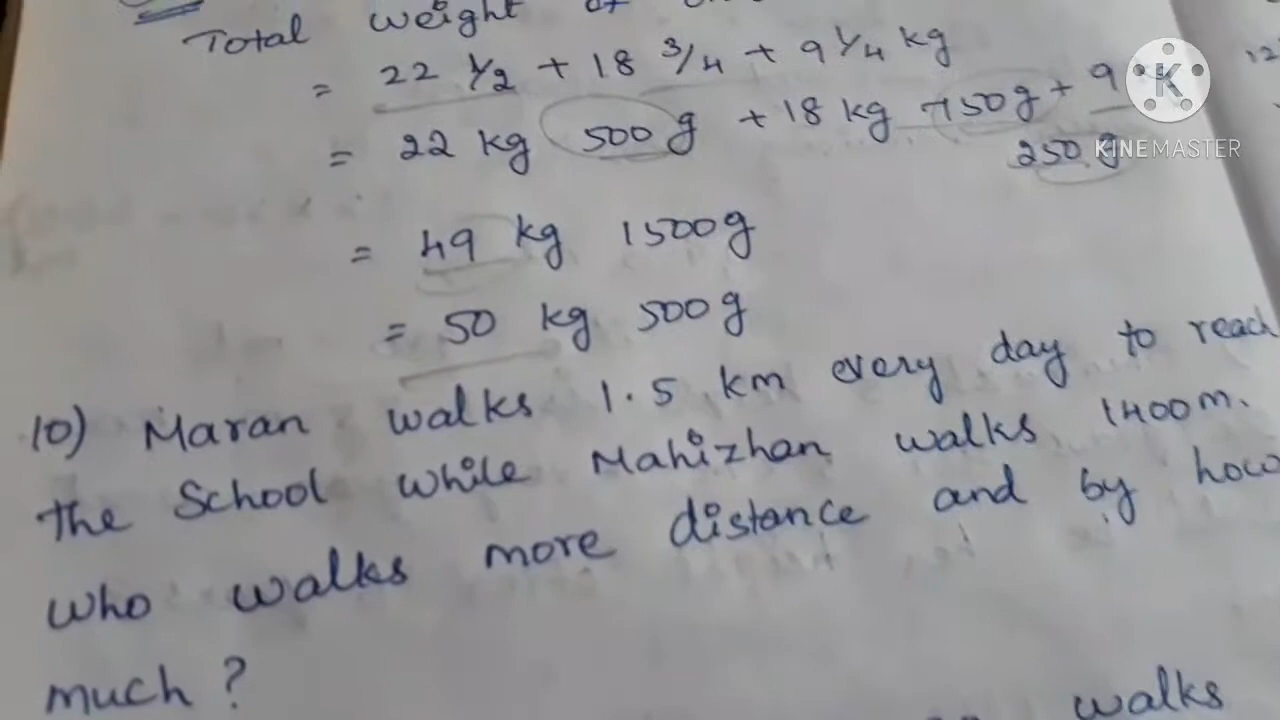 Total weight of
= 22 1/2 + 18 3/4 + 9 1/4 kg
= 22 kg 500 g + 18 kg 750 g + 9
250 g
= 49 kg 1500 g
= 50 kg 500 g
10) Maran walks 1.5 km every day to reach
the School while Mahizhan walks 1400 m.
who walks more distance and by how
much ?
walks
KINEMASTER